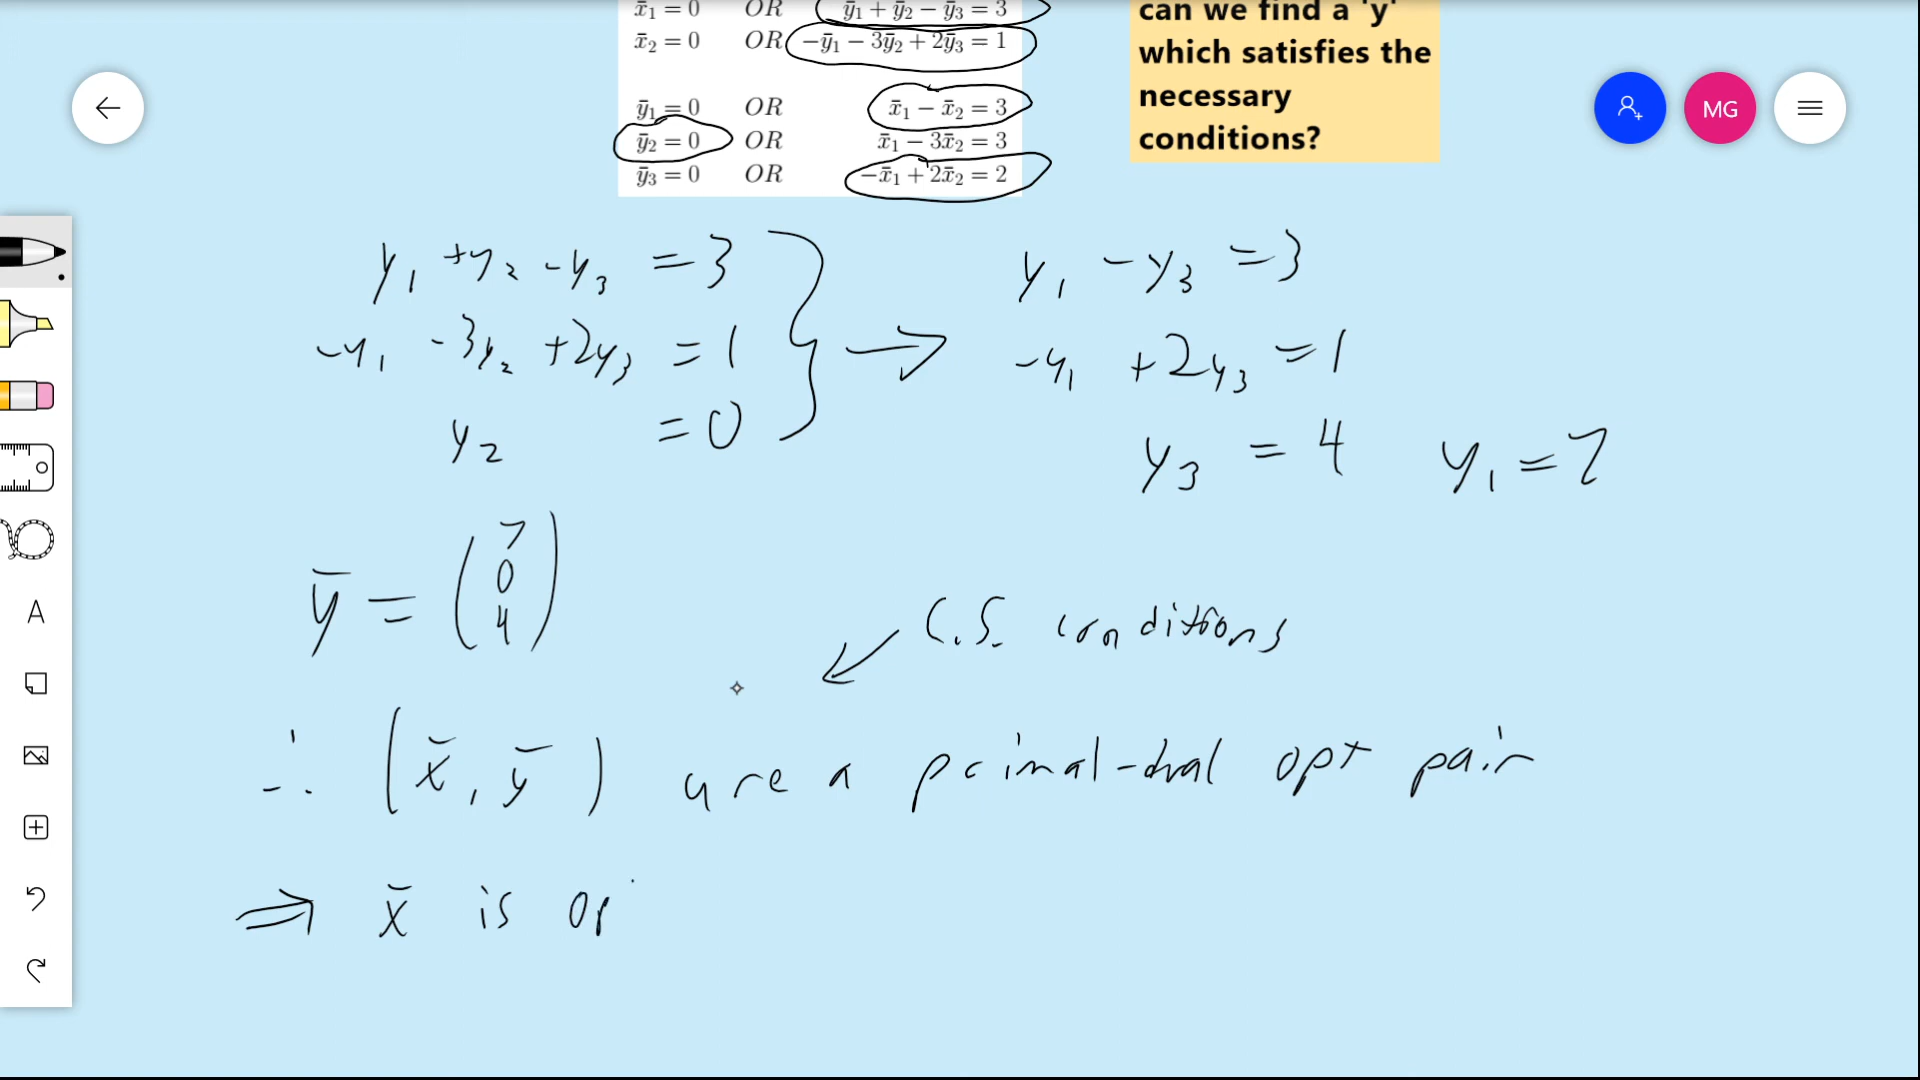 x̄₁ = 0 OR ȳ₁ + ȳ₂ − ȳ₃ = 3
x̄₂ = 0 OR −ȳ₁ − 3ȳ₂ + 2ȳ₃ = 1
ȳ₁ = 0 OR x̄₁ − x̄₂ = 3
ȳ₂ = 0 OR x̄₁ − 3x̄₂ = 3
ȳ₃ = 0 OR −x̄₁ + 2x̄₂ = 2
can we find a 'y'
which satisfies the
necessary
conditions?
MG
y₁ + y₂ − y₃ = 3
−y₁ − 3y₂ + 2y₃ = 1
y₂ = 0
→
y₁ − y₃ = 3
−y₁ + 2y₃ = 1
y₃ = 4 y₁ = 7
ȳ = (7 0 4)
C.S. conditions
∴ (x̄, ȳ) are a primal-dual opt pair
⇒ x̄ is op
A